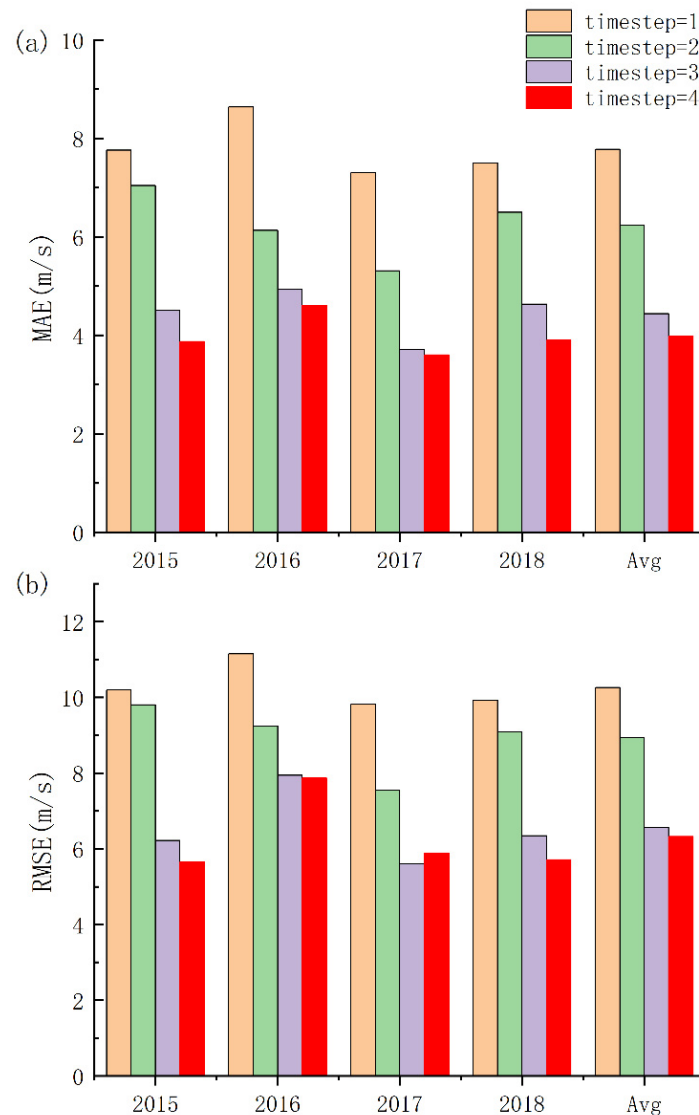 (a)
timestep=1
timestep=2
timestep=3
timestep=4
MAE(m/s)
10
8
6
4
2
0
2015 2016 2017 2018 Avg
(b)
RMSE(m/s)
12
10
8
6
4
2
0
2015 2016 2017 2018 Avg